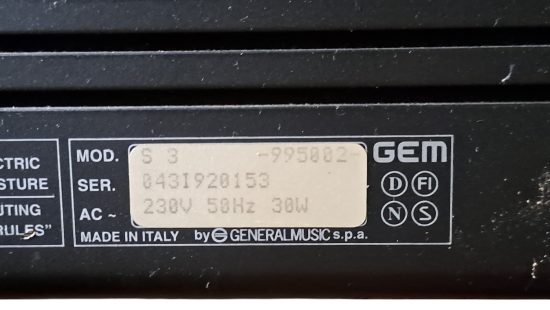 CTRIC
STURE
UTING
RULES"
MOD. S 3 -995002- GEM
SER. 043I920153
AC ~ 230V 50Hz 30W
D FI
N S
MADE IN ITALY by GENERALMUSIC s.p.a.